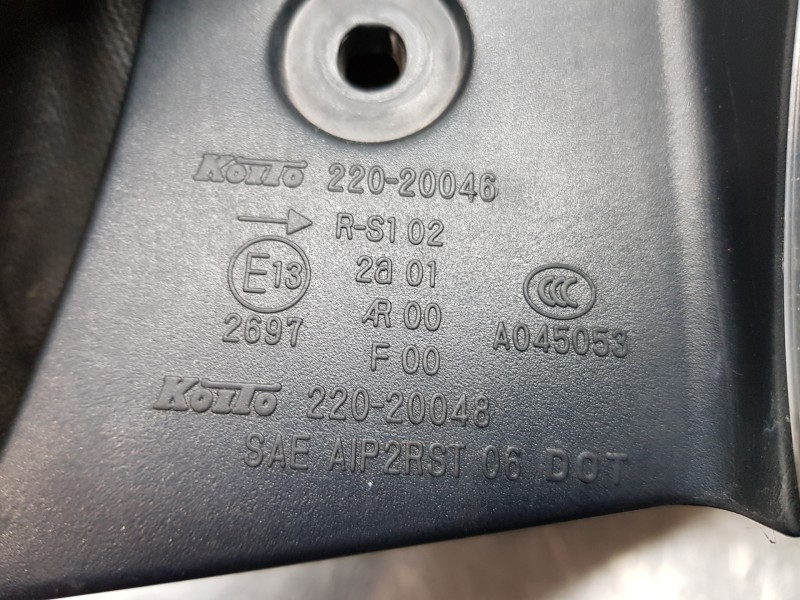 KOITO 220-20046
→ R-S1 02
E13 2a 01
AR 00
2697
F 00
CCC
A045053
KOITO 220-20048
SAE AIP2RST 06 DOT